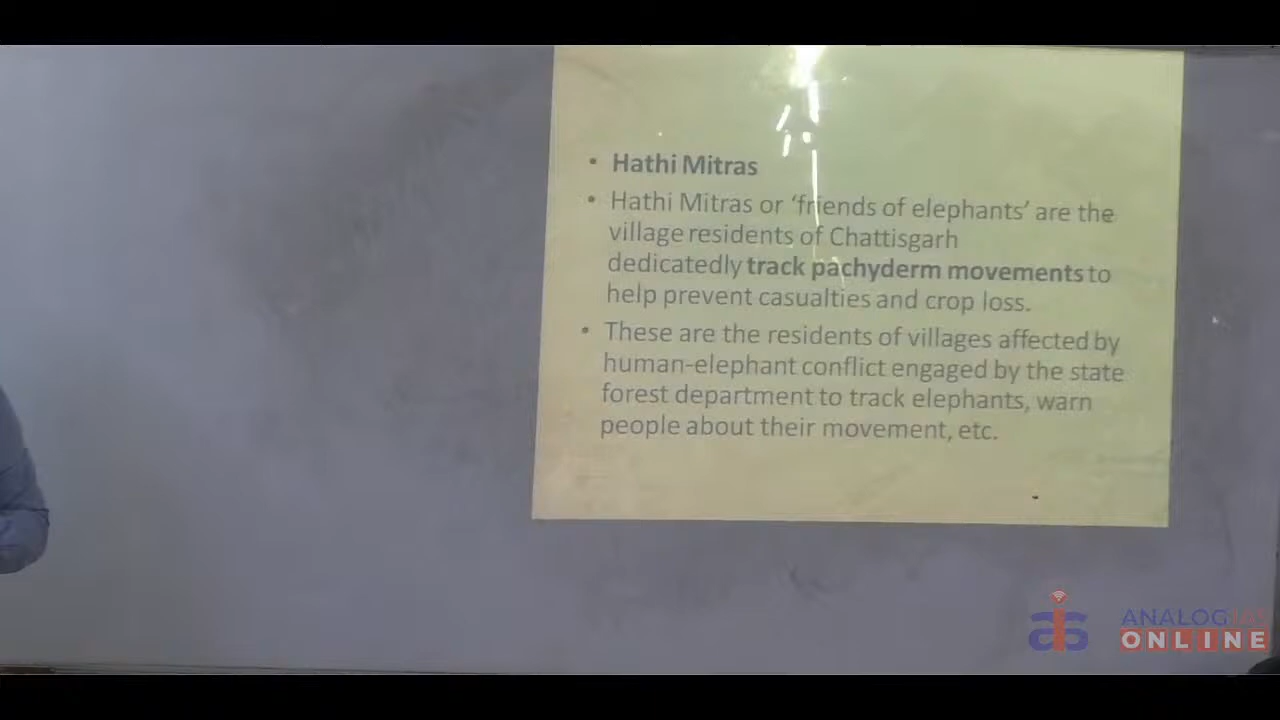 • Hathi Mitras
• Hathi Mitras or ‘friends of elephants’ are the
village residents of Chattisgarh
dedicatedly track pachyderm movements to
help prevent casualties and crop loss.
• These are the residents of villages affected by
human-elephant conflict engaged by the state
forest department to track elephants, warn
people about their movement, etc.
ANALOG IAS
ONLINE